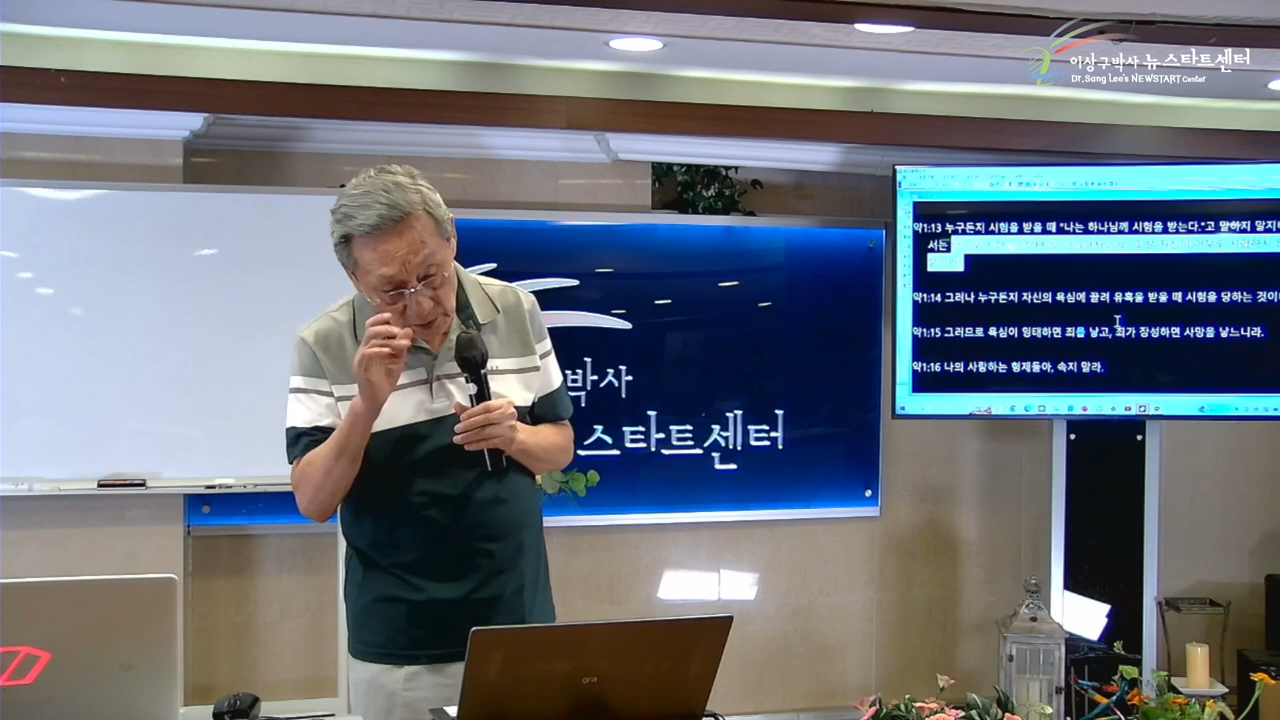 이상구박사 뉴스타트센터
Dr. Sang Lee's NEWSTART Center
약1:13 누구든지 시험을 받을 때 "나는 하나님께 시험을 받는다."고 말하지 말지니
서든
약1:14 그러나 누구든지 자신의 욕심에 끌려 유혹을 받을 때 시험을 당하는 것이니
약1:15 그러므로 욕심이 잉태하면 죄를 낳고, 죄가 장성하면 사망을 낳느니라.
약1:16 나의 사랑하는 형제들아, 속지 말라.
박사
스타트센터
gra